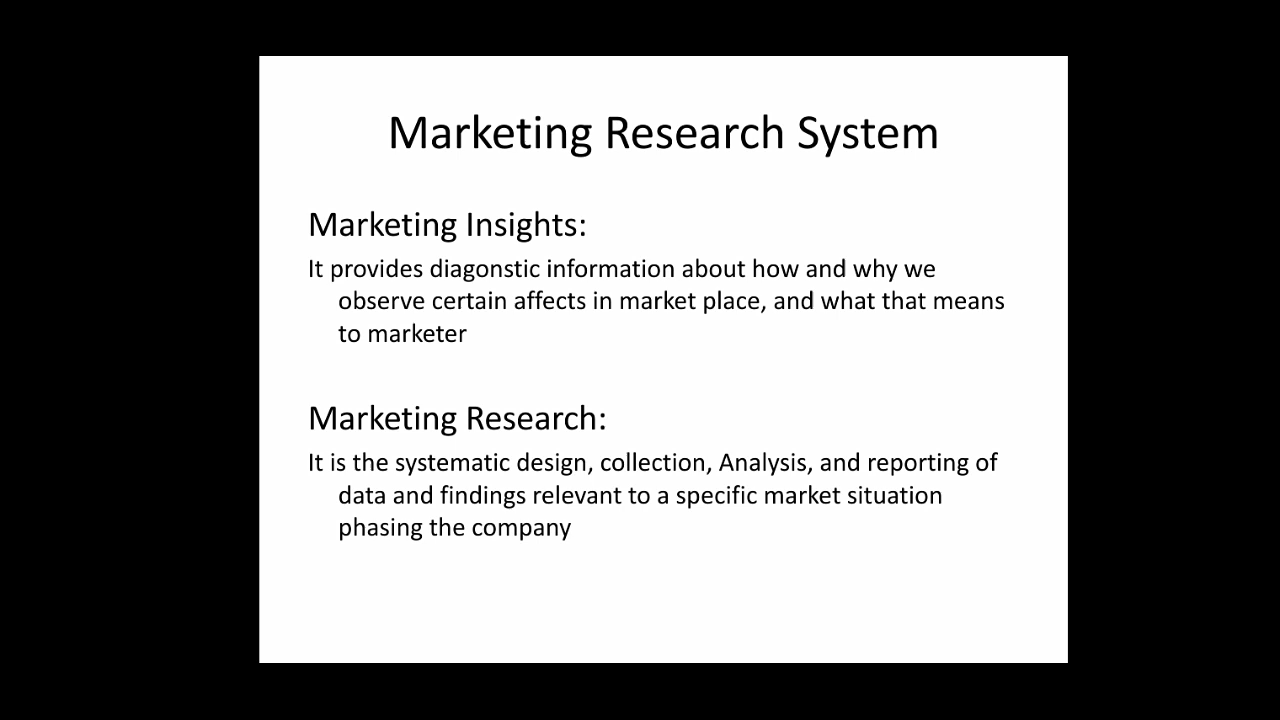 Marketing Research System
Marketing Insights:
It provides diagonstic information about how and why we
observe certain affects in market place, and what that means
to marketer
Marketing Research:
It is the systematic design, collection, Analysis, and reporting of
data and findings relevant to a specific market situation
phasing the company